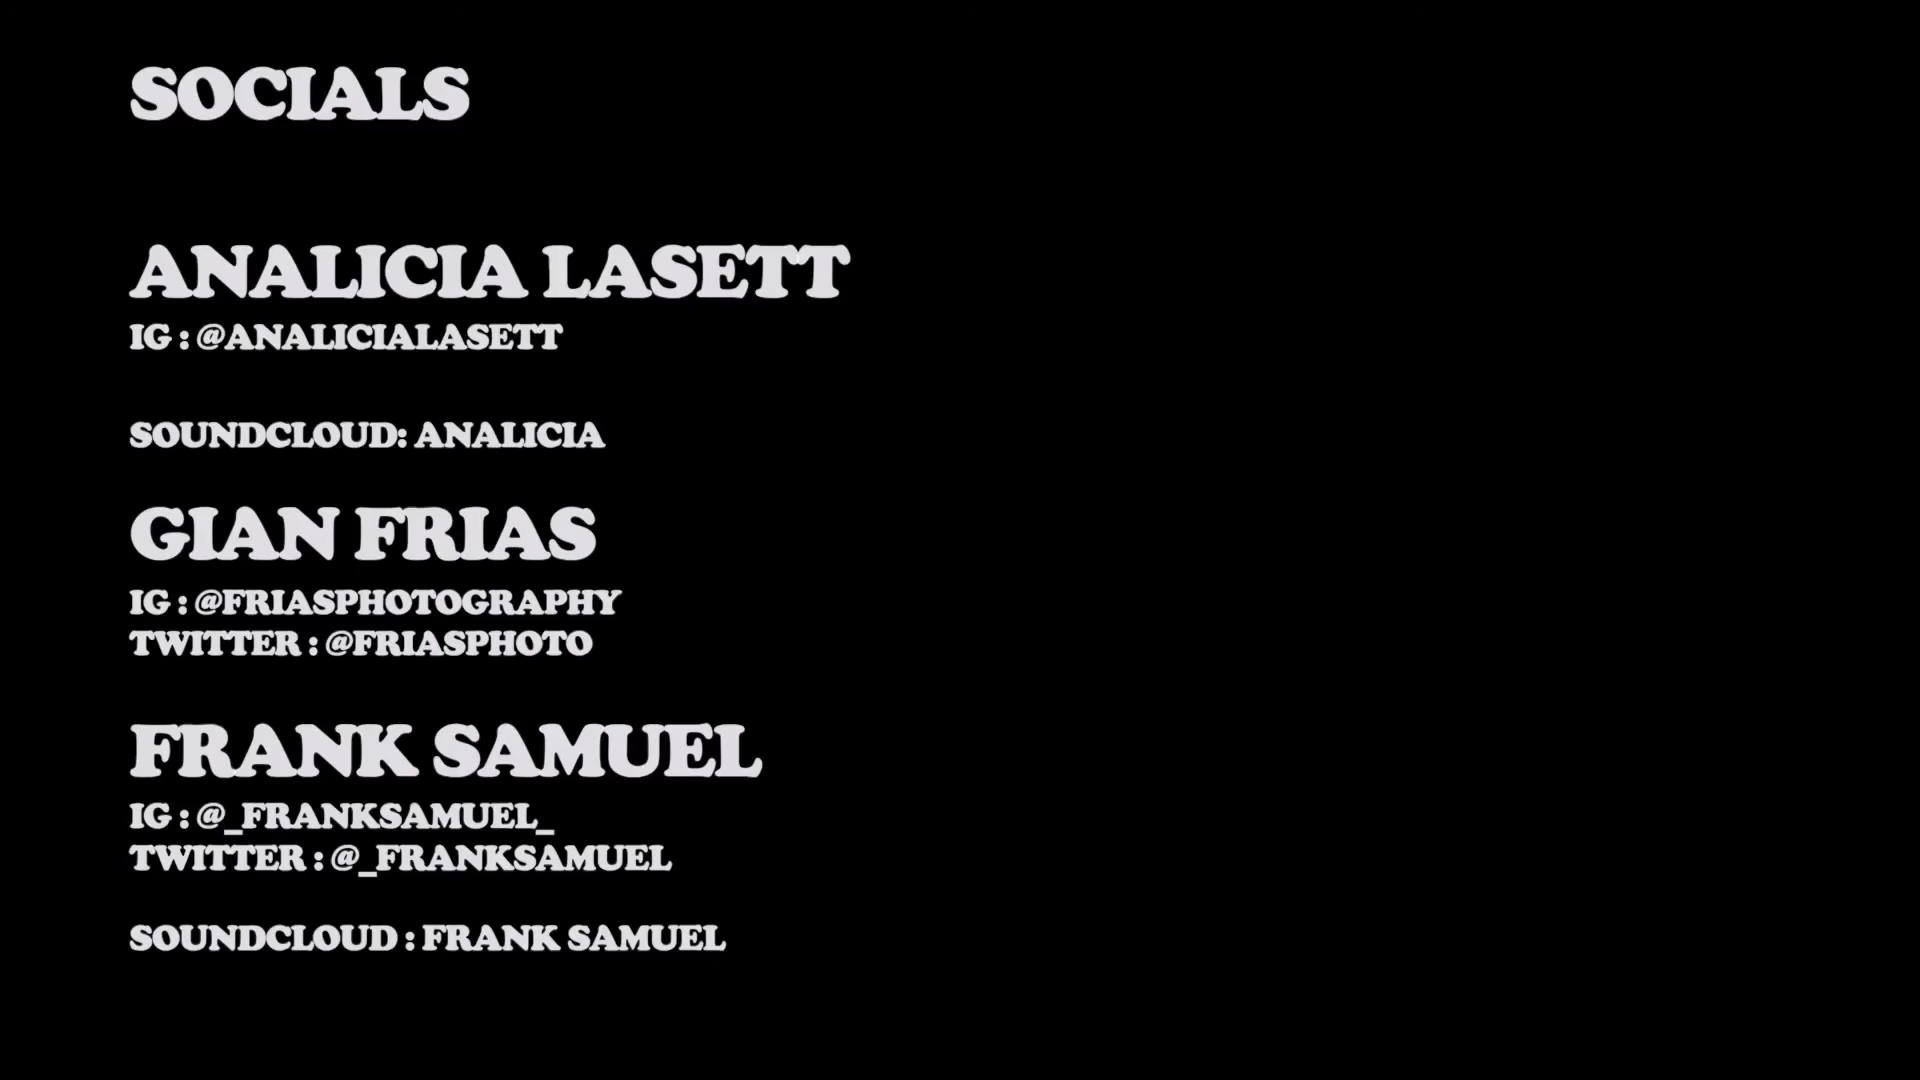 SOCIALS
ANALICIA LASETT
IG : @ANALICIALASETT
SOUNDCLOUD: ANALICIA
GIAN FRIAS
IG : @FRIASPHOTOGRAPHY
TWITTER : @FRIASPHOTO
FRANK SAMUEL
IG : @_FRANKSAMUEL_
TWITTER : @_FRANKSAMUEL
SOUNDCLOUD : FRANK SAMUEL